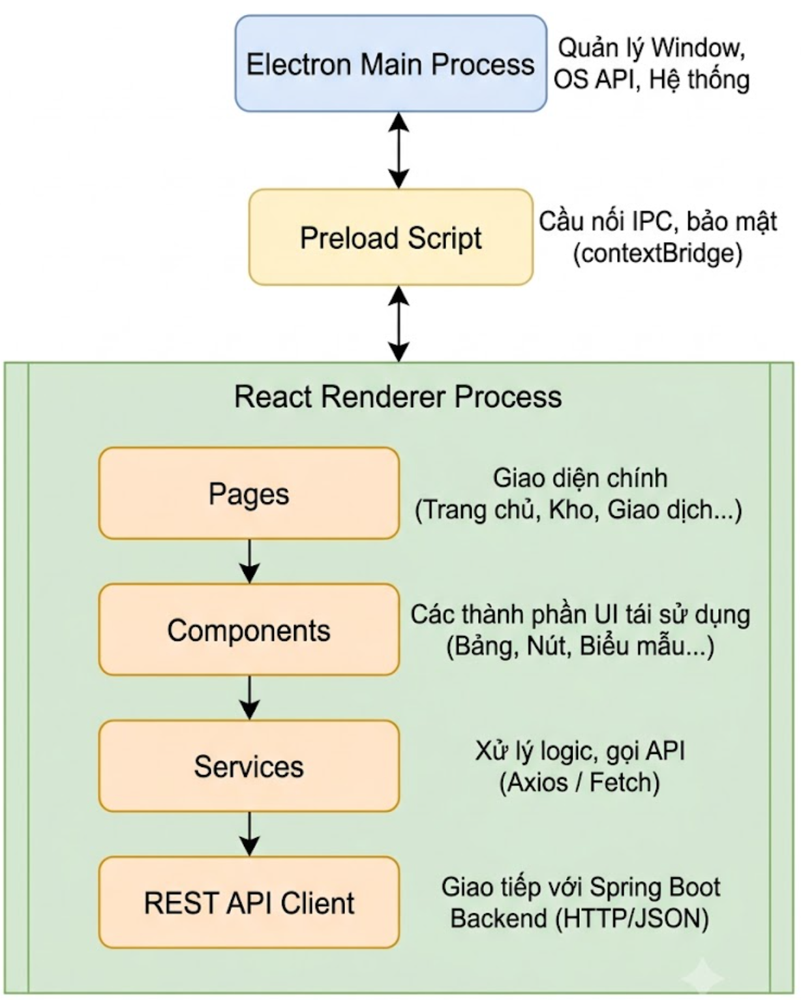 Electron Main Process
Quản lý Window,
OS API, Hệ thống
Preload Script
Cầu nối IPC, bảo mật
(contextBridge)
React Renderer Process
Pages
Giao diện chính
(Trang chủ, Kho, Giao dịch...)
Components
Các thành phần UI tái sử dụng
(Bảng, Nút, Biểu mẫu...)
Services
Xử lý logic, gọi API
(Axios / Fetch)
REST API Client
Giao tiếp với Spring Boot
Backend (HTTP/JSON)